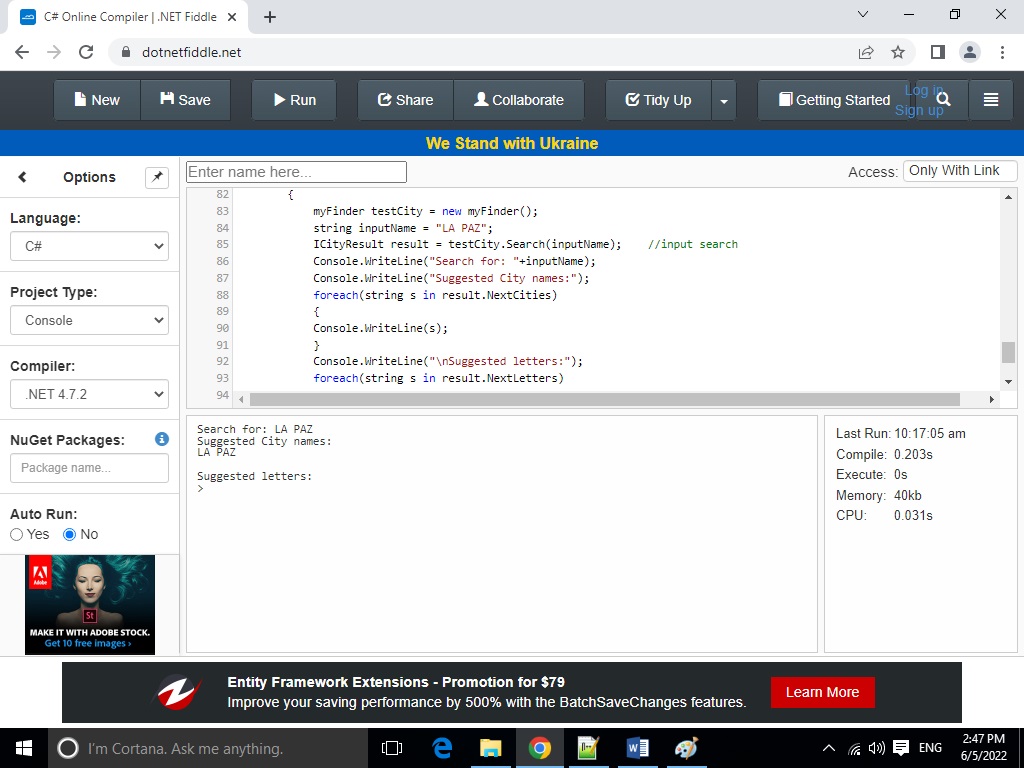 C# Online Compiler | .NET Fiddle
dotnetfiddle.net
New Save Run Share Collaborate Tidy Up Getting Started Log in
Sign up
We Stand with Ukraine
Options
Language:
C#
Project Type:
Console
Compiler:
.NET 4.7.2
NuGet Packages:
Package name...
Auto Run:
Yes No
Adobe
St
MAKE IT WITH ADOBE STOCK.
Get 10 free images ›
Enter name here...
Access: Only With Link
82 {
83 myFinder testCity = new myFinder();
84 string inputName = "LA PAZ";
85 ICityResult result = testCity.Search(inputName); //input search
86 Console.WriteLine("Search for: "+inputName);
87 Console.WriteLine("Suggested City names:");
88 foreach(string s in result.NextCities)
89 {
90 Console.WriteLine(s);
91 }
92 Console.WriteLine("\nSuggested letters:");
93 foreach(string s in result.NextLetters)
94
Search for: LA PAZ
Suggested City names:
LA PAZ
Suggested letters:
>
Last Run: 10:17:05 am
Compile: 0.203s
Execute: 0s
Memory: 40kb
CPU: 0.031s
Entity Framework Extensions - Promotion for $79
Improve your saving performance by 500% with the BatchSaveChanges features.
Learn More
I'm Cortana. Ask me anything.
ENG
2:47 PM
6/5/2022